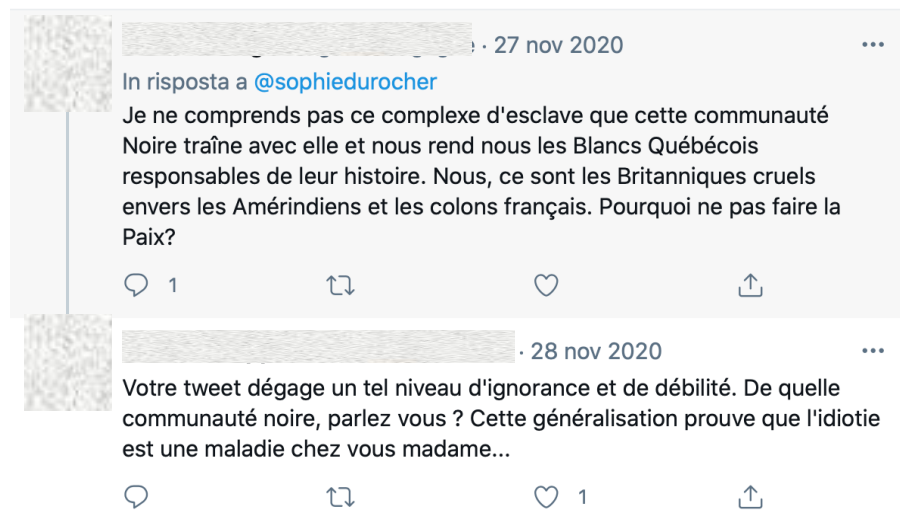 · 27 nov 2020
In risposta a @sophiedurocher
Je ne comprends pas ce complexe d'esclave que cette communauté
Noire traîne avec elle et nous rend nous les Blancs Québécois
responsables de leur histoire. Nous, ce sont les Britanniques cruels
envers les Amérindiens et les colons français. Pourquoi ne pas faire la
Paix?
1
· 28 nov 2020
Votre tweet dégage un tel niveau d'ignorance et de débilité. De quelle
communauté noire, parlez vous ? Cette généralisation prouve que l'idiotie
est une maladie chez vous madame...
1